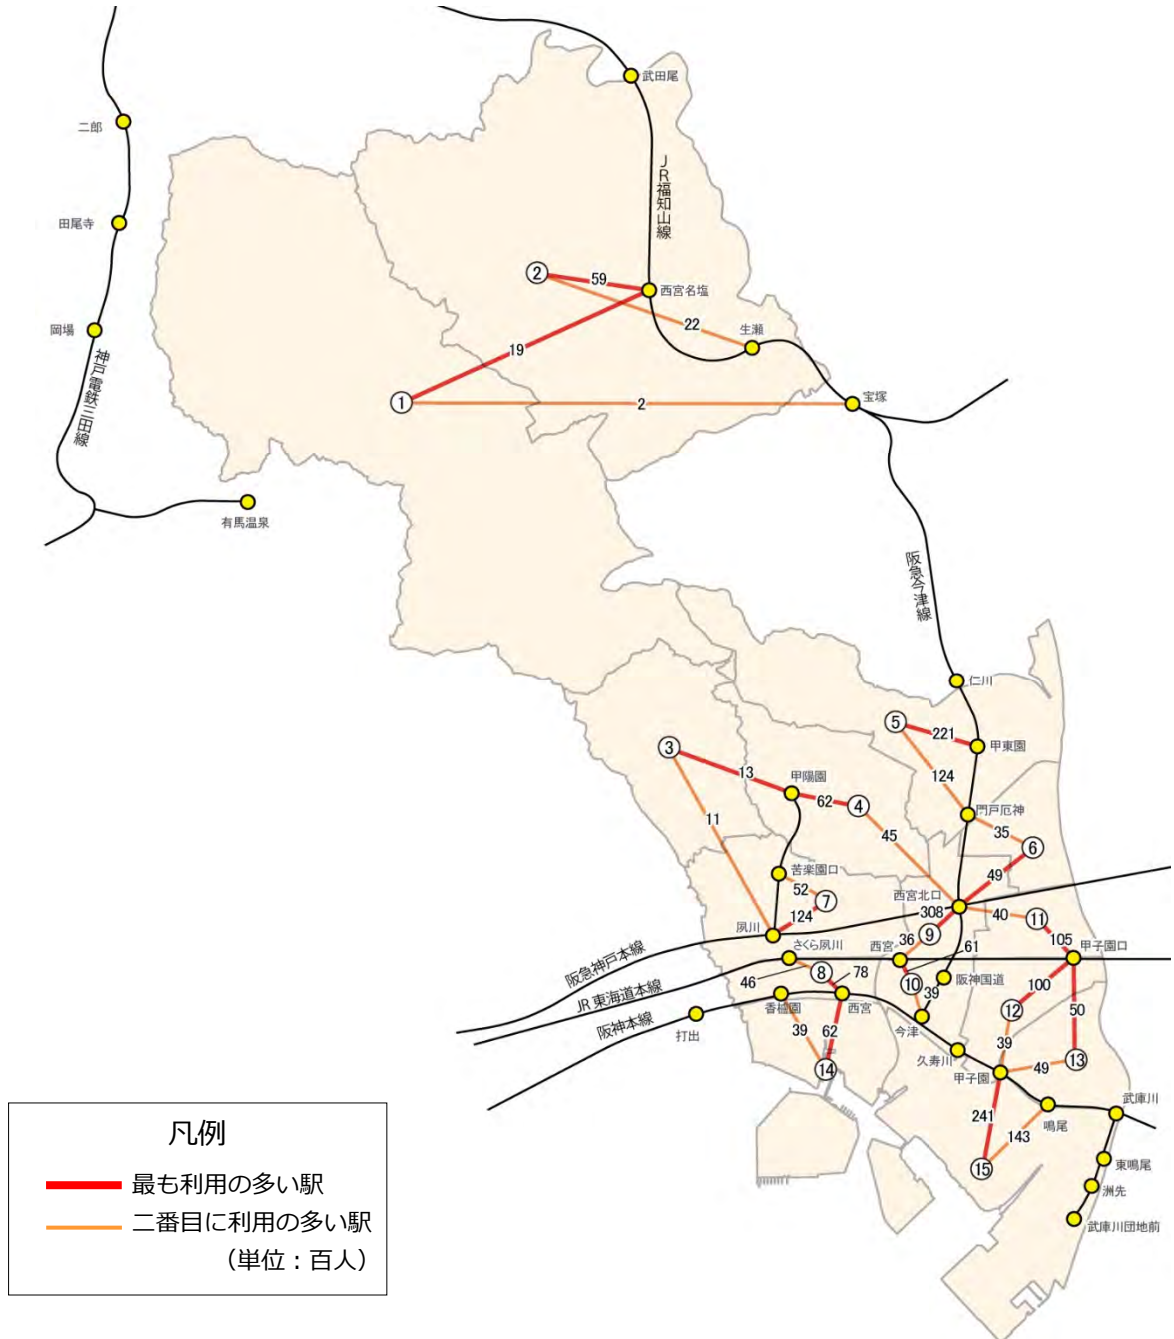 武田尾
二郎
JR福知山線
田尾寺
②
59
西宮名塩
22
生瀬
岡場
19
神戸電鉄三田線
①
2
宝塚
有馬温泉
阪急今津線
仁川
⑤
221
甲東園
③
13
甲陽園
124
62
④
門戸厄神
11
45
35
⑥
苦楽園口
49
52
⑦
西宮北口
308
40
⑪
124
夙川
⑨
105
阪急神戸本線
さくら夙川
西宮
36
61
甲子園口
JR東海道本線
46
⑧
78
⑩
阪神国道
100
阪神本線
香櫨園
西宮
39
⑫
50
打出
今津
39
62
39
久寿川
⑭
甲子園
49
⑬
241
143
鳴尾
武庫川
⑮
東鳴尾
洲先
武庫川団地前
凡例
最も利用の多い駅
二番目に利用の多い駅
(単位：百人)